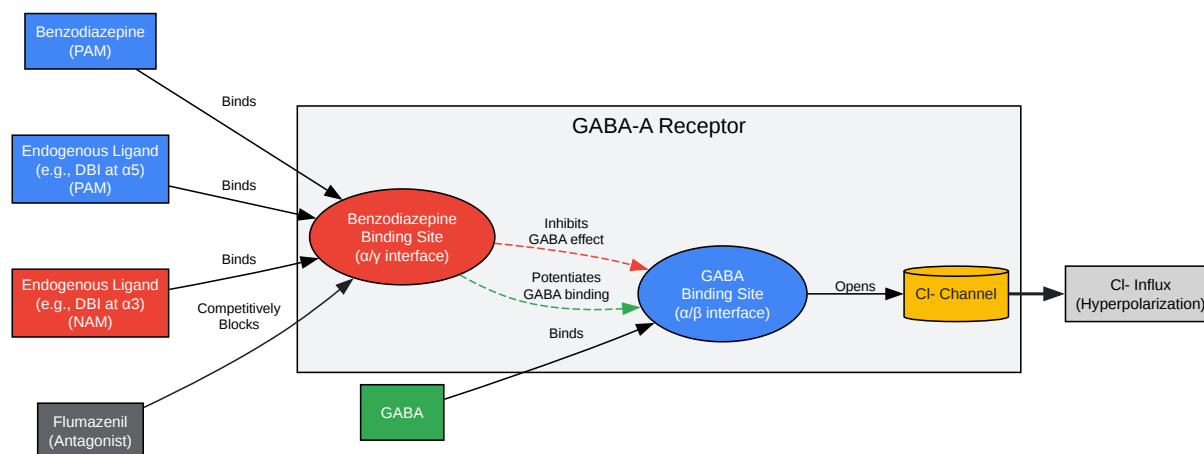 Benzodiazepine
(PAM)
Binds
GABA-A Receptor
Endogenous Ligand
(e.g., DBI at α5)
(PAM)
Binds
Benzodiazepine
Binding Site
(α/γ interface)
Inhibits
GABA effect
Binds
Endogenous Ligand
(e.g., DBI at α3)
(NAM)
Potentiates
GABA binding
GABA
Binding Site
(α/β interface)
Opens
Cl- Channel
Cl- Influx
(Hyperpolarization)
Competitively
Blocks
Binds
Flumazenil
(Antagonist)
GABA